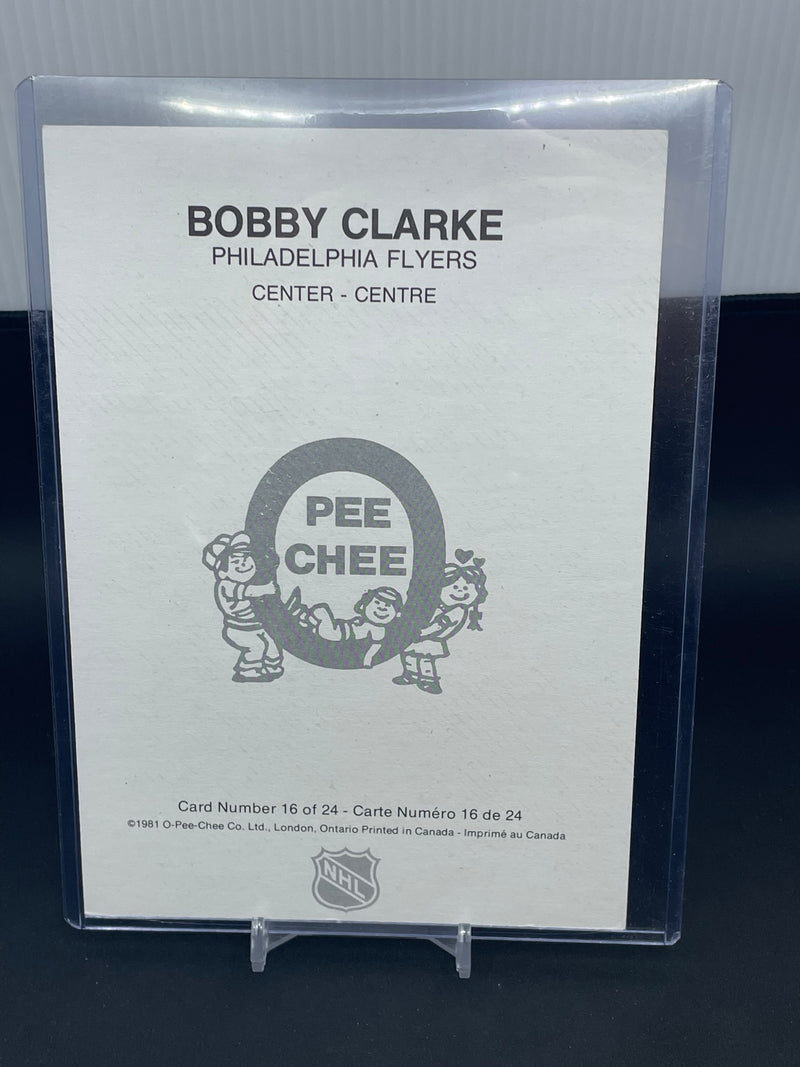 BOBBY CLARKE
PHILADELPHIA FLYERS
CENTER - CENTRE
PEE
CHEE
Card Number 16 of 24 - Carte Numéro 16 de 24
©1981 O-Pee-Chee Co. Ltd., London, Ontario Printed in Canada - Imprimé au Canada
NHL